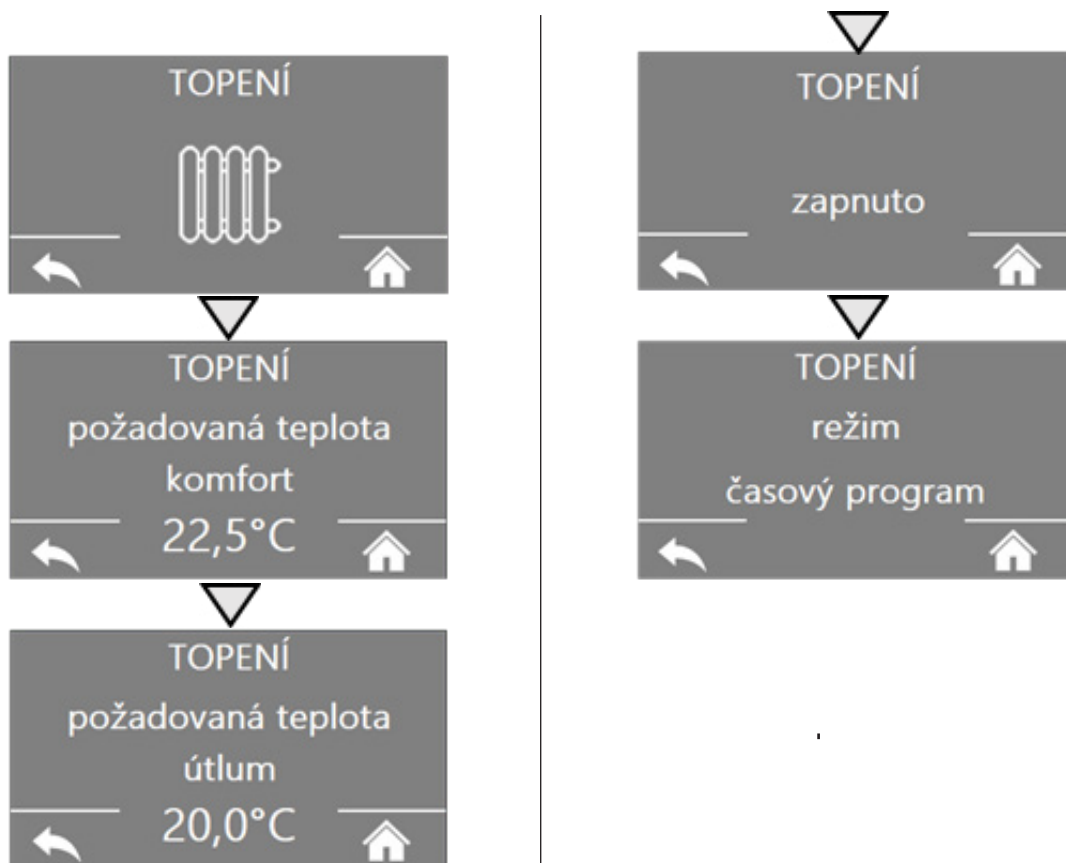 TOPENÍ
TOPENÍ
požadovaná teplota
komfort
22,5°C
TOPENÍ
požadovaná teplota
útlum
20,0°C
TOPENÍ
zapnuto
TOPENÍ
režim
časový program